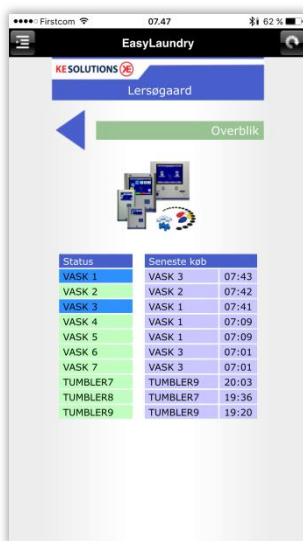 Firstcom 07.47 62 %
EasyLaundry
KE SOLUTIONS KE
Lersøgaard
Overblik
Status Seneste køb
VASK 1 VASK 3 07:43
VASK 2 VASK 2 07:42
VASK 3 VASK 1 07:41
VASK 4 VASK 1 07:09
VASK 5 VASK 1 07:09
VASK 6 VASK 3 07:01
VASK 7 VASK 3 07:01
TUMBLER7 TUMBLER9 20:03
TUMBLER8 TUMBLER7 19:36
TUMBLER9 TUMBLER9 19:20